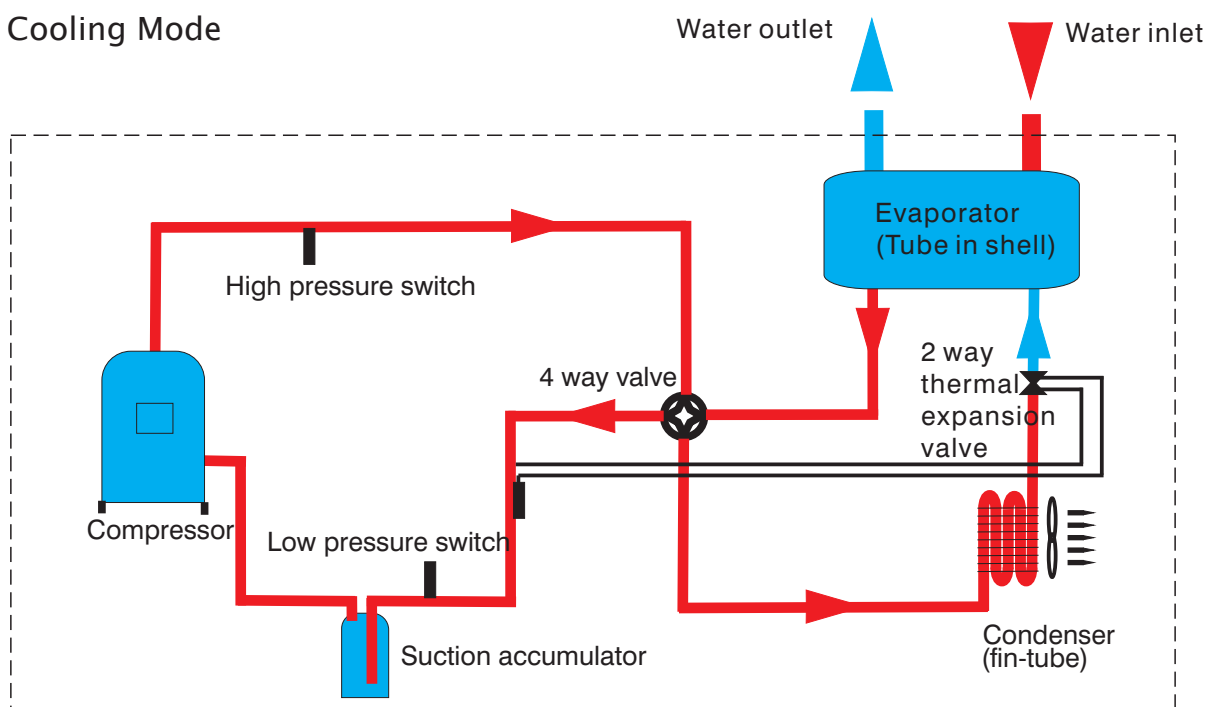 Cooling Mode
Water outlet
Water inlet
Evaporator
(Tube in shell)
High pressure switch
2 way
thermal
expansion
valve
4 way valve
Compressor
Low pressure switch
Suction accumulator
Condenser
(fin-tube)